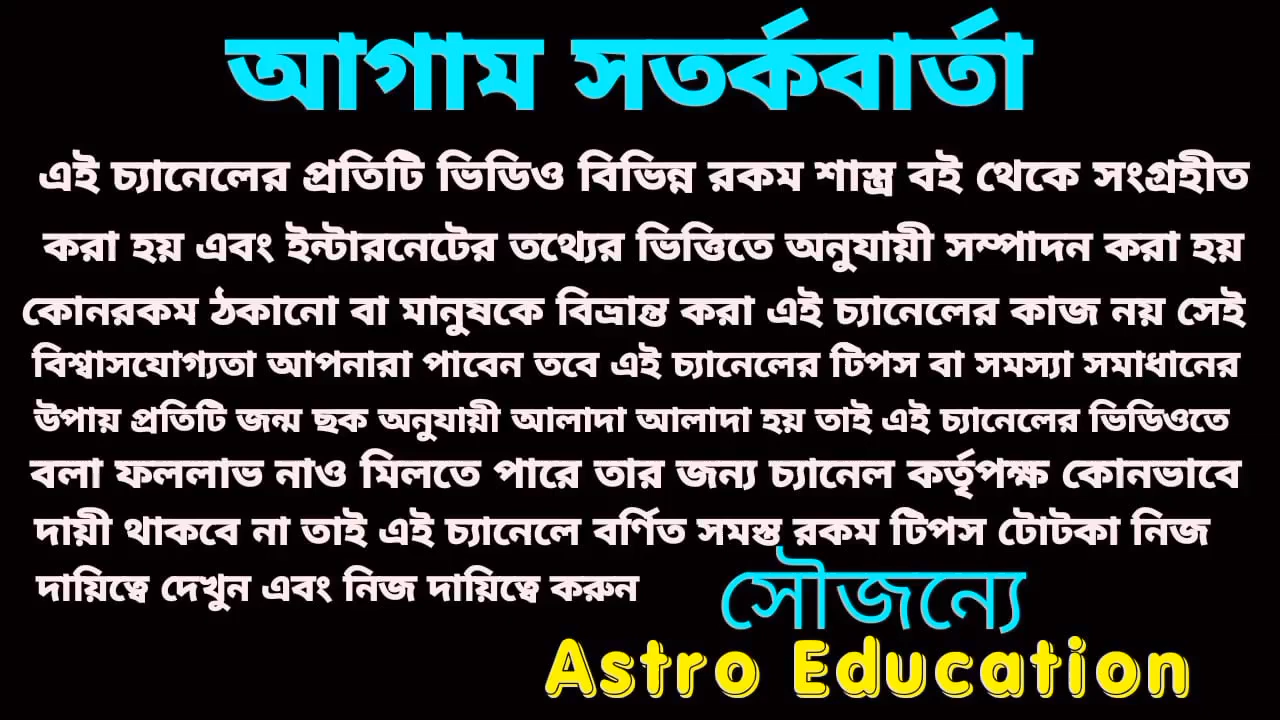 আগাম সতর্কবার্তা
এই চ্যানেলের প্রতিটি ভিডিও বিভিন্ন রকম শাস্ত্র বই থেকে সংগ্রহীত
করা হয় এবং ইন্টারনেটের তথ্যের ভিত্তিতে অনুযায়ী সম্পাদন করা হয়
কোনরকম ঠকানো বা মানুষকে বিভ্রান্ত করা এই চ্যানেলের কাজ নয় সেই
বিশ্বাসযোগ্যতা আপনারা পাবেন তবে এই চ্যানেলের টিপস বা সমস্যা সমাধানের
উপায় প্রতিটি জন্ম ছক অনুযায়ী আলাদা আলাদা হয় তাই এই চ্যানেলের ভিডিওতে
বলা ফললাভ নাও মিলতে পারে তার জন্য চ্যানেল কর্তৃপক্ষ কোনভাবে
দায়ী থাকবে না তাই এই চ্যানেলে বর্ণিত সমস্ত রকম টিপস টোটকা নিজ
দায়িত্বে দেখুন এবং নিজ দায়িত্বে করুন
সৌজন্যে
Astro Education